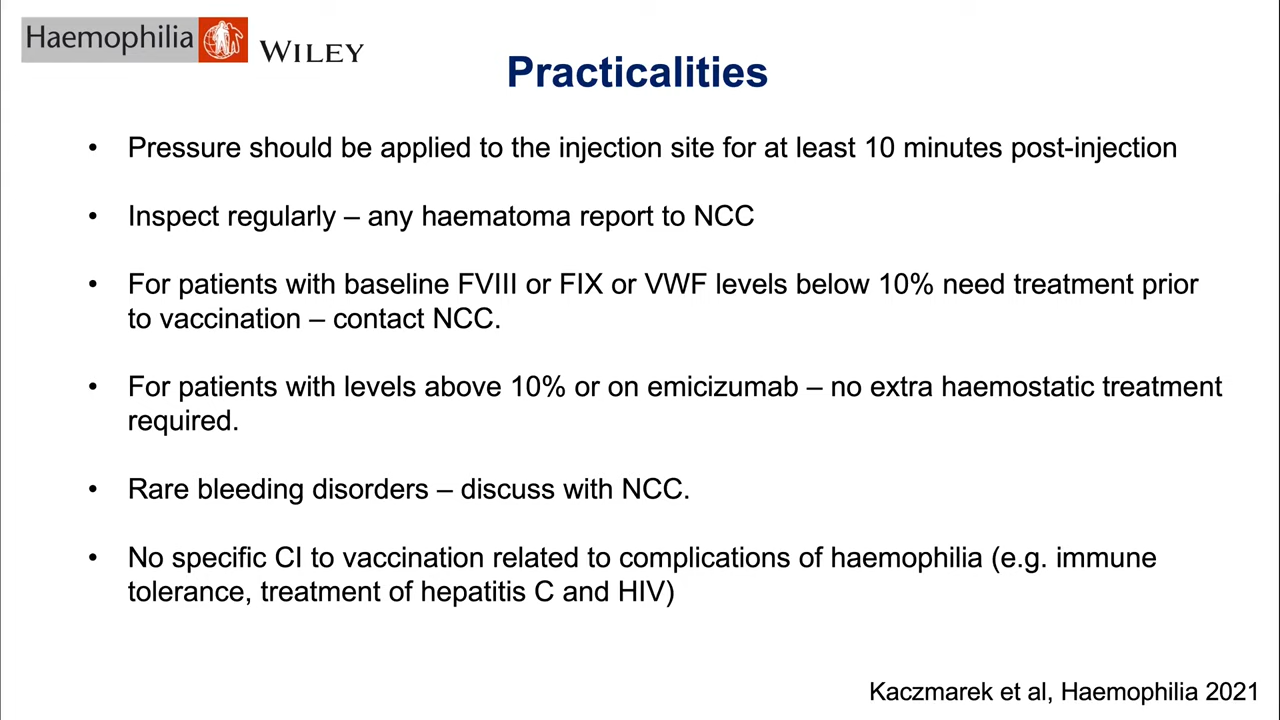 Haemophilia WILEY
Practicalities
• Pressure should be applied to the injection site for at least 10 minutes post-injection
• Inspect regularly – any haematoma report to NCC
• For patients with baseline FVIII or FIX or VWF levels below 10% need treatment prior
to vaccination – contact NCC.
• For patients with levels above 10% or on emicizumab – no extra haemostatic treatment
required.
• Rare bleeding disorders – discuss with NCC.
• No specific CI to vaccination related to complications of haemophilia (e.g. immune
tolerance, treatment of hepatitis C and HIV)
Kaczmarek et al, Haemophilia 2021